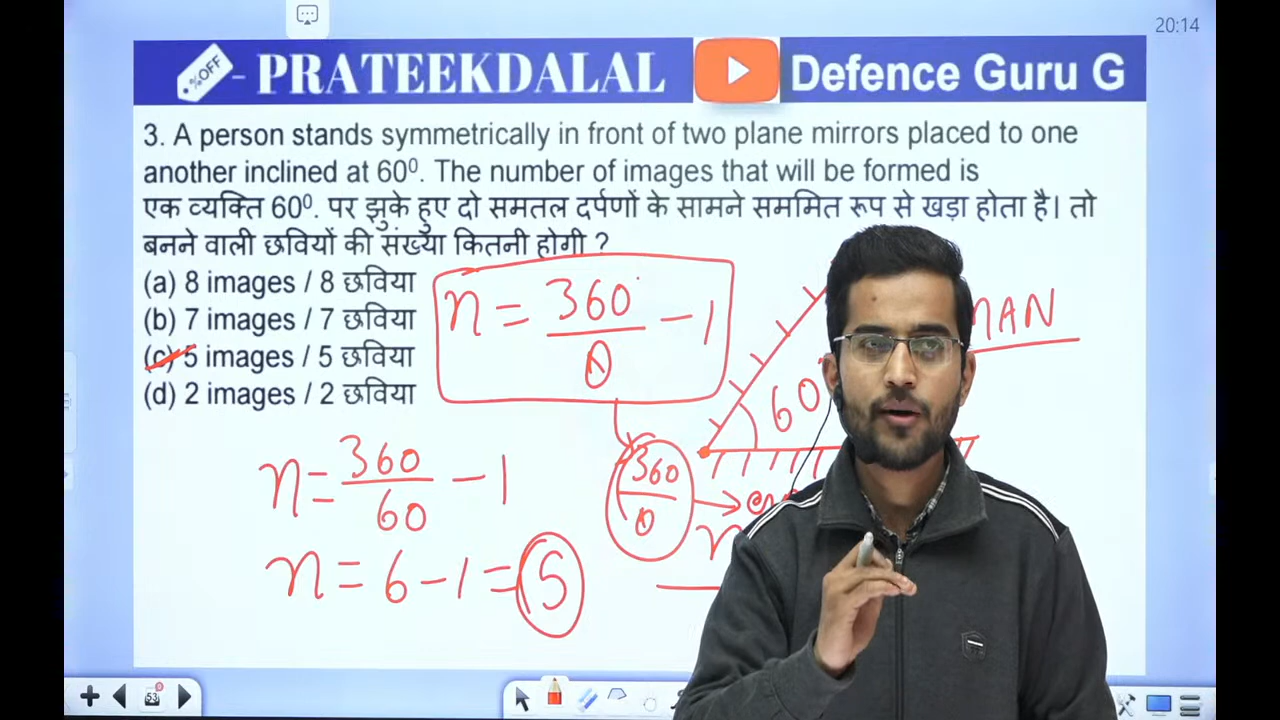 20:14
%OFF - PRATEEKDALAL Defence Guru G
3. A person stands symmetrically in front of two plane mirrors placed to one
another inclined at 60⁰. The number of images that will be formed is
एक व्यक्ति 60⁰. पर झुके हुए दो समतल दर्पणों के सामने सममित रूप से खड़ा होता है। तो
बनने वाली छवियों की संख्या कितनी होगी ?
(a) 8 images / 8 छविया
(b) 7 images / 7 छविया
(c) 5 images / 5 छविया
(d) 2 images / 2 छविया
n = 360°/θ - 1
60
n = 360/60 - 1
360/θ →
n = 6 - 1 = 5
53